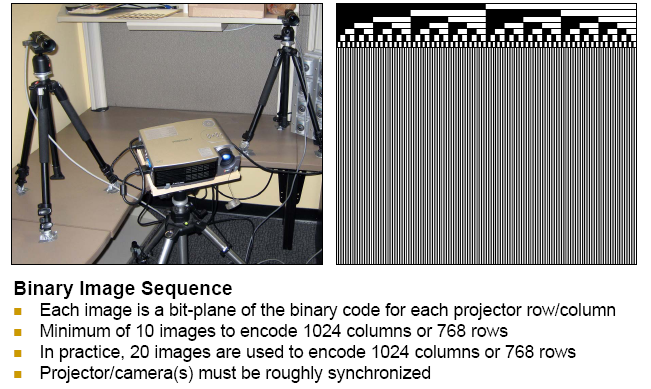 Binary Image Sequence
Each image is a bit-plane of the binary code for each projector row/column
Minimum of 10 images to encode 1024 columns or 768 rows
In practice, 20 images are used to encode 1024 columns or 768 rows
Projector/camera(s) must be roughly synchronized